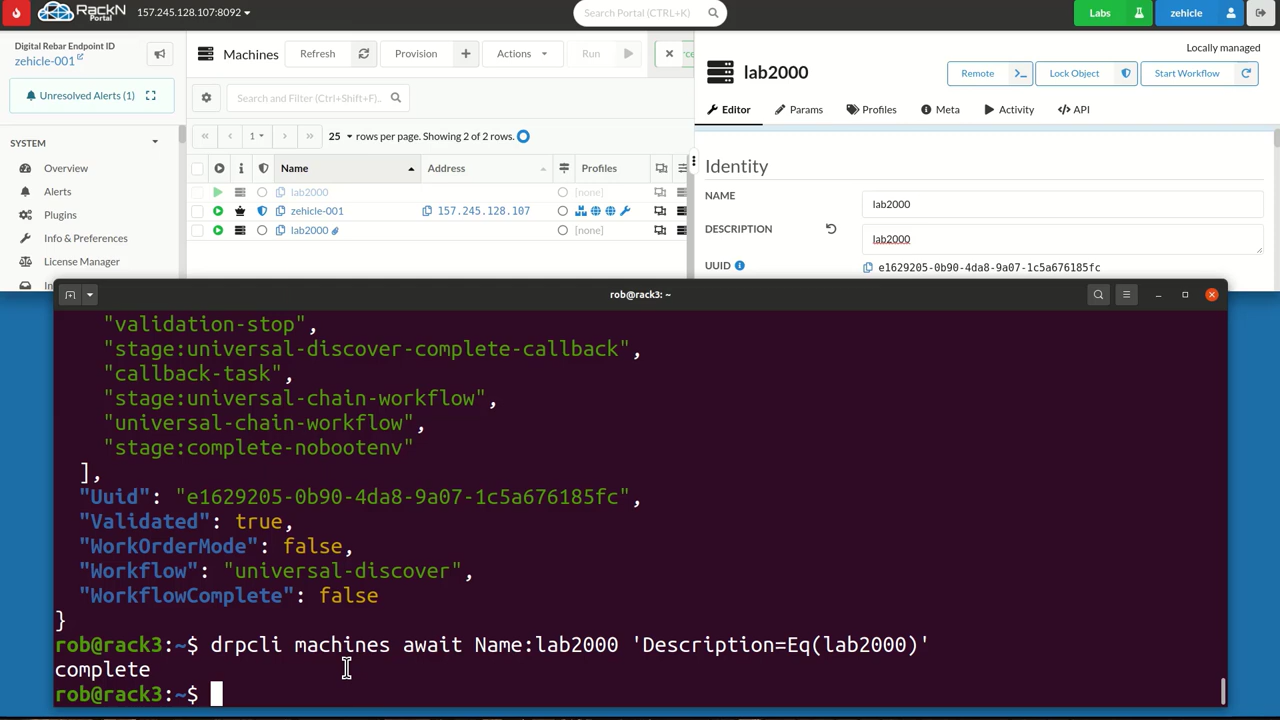 RackN
Portal
157.245.128.107:8092
Search Portal (CTRL+K)
Labs
zehicle
Digital Rebar Endpoint ID
zehicle-001
Unresolved Alerts (1)
SYSTEM
Overview
Alerts
Plugins
Info & Preferences
License Manager
Machines
Refresh
Provision
Actions
Run
Search and Filter (Ctrl+Shift+F)..
1
25 rows per page. Showing 2 of 2 rows.
Name Address Profiles
lab2000 [none]
zehicle-001 157.245.128.107
lab2000 [none]
Locally managed
lab2000
Remote
Lock Object
Start Workflow
Editor Params Profiles Meta Activity </> API
Identity
NAME lab2000
DESCRIPTION lab2000
UUID e1629205-0b90-4da8-9a07-1c5a676185fc
rob@rack3: ~
"validation-stop",
"stage:universal-discover-complete-callback",
"callback-task",
"stage:universal-chain-workflow",
"universal-chain-workflow",
"stage:complete-nobootenv"
],
"Uuid": "e1629205-0b90-4da8-9a07-1c5a676185fc",
"Validated": true,
"WorkOrderMode": false,
"Workflow": "universal-discover",
"WorkflowComplete": false
}
rob@rack3:~$ drpcli machines await Name:lab2000 'Description=Eq(lab2000)'
complete
rob@rack3:~$